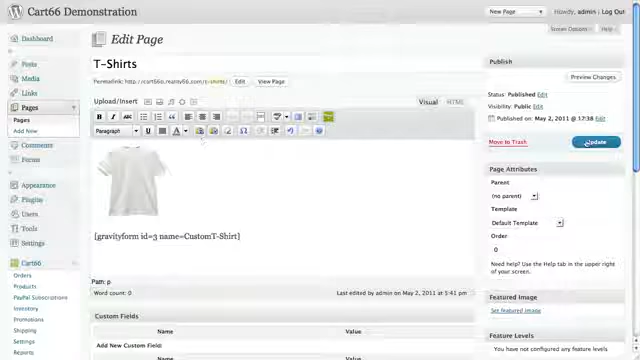 Cart66 Demonstration
New Page
Howdy, admin | Log Out
Screen Options
Help
Dashboard
Posts
Media
Links
Pages
Pages
Add New
Comments
Forms
Appearance
Plugins
Users
Tools
Settings
Cart66
Orders
Products
PayPal Subscriptions
Inventory
Promotions
Shipping
Settings
Reports
Edit Page
T-Shirts
Edit
View Page
Upload/Insert
Visual
HTML
B I ABC
Paragraph
U
A
[gravityform id=3 name=CustomT-Shirt]
Path: p
Word count: 0
Last edited by admin on May 2, 2011 at 5:41 pm
Custom Fields
Name
Value
Add New Custom Field:
Name
Value
Publish
Preview Changes
Status: Published Edit
Visibility: Public Edit
Published on: May 2, 2011 @ 17:38 Edit
Move to Trash
Update
Page Attributes
Parent
(no parent)
Template
Default Template
Order
0
Need help? Use the Help tab in the upper right
of your screen.
Featured Image
Set featured image
Feature Levels
You have not configured any feature levels